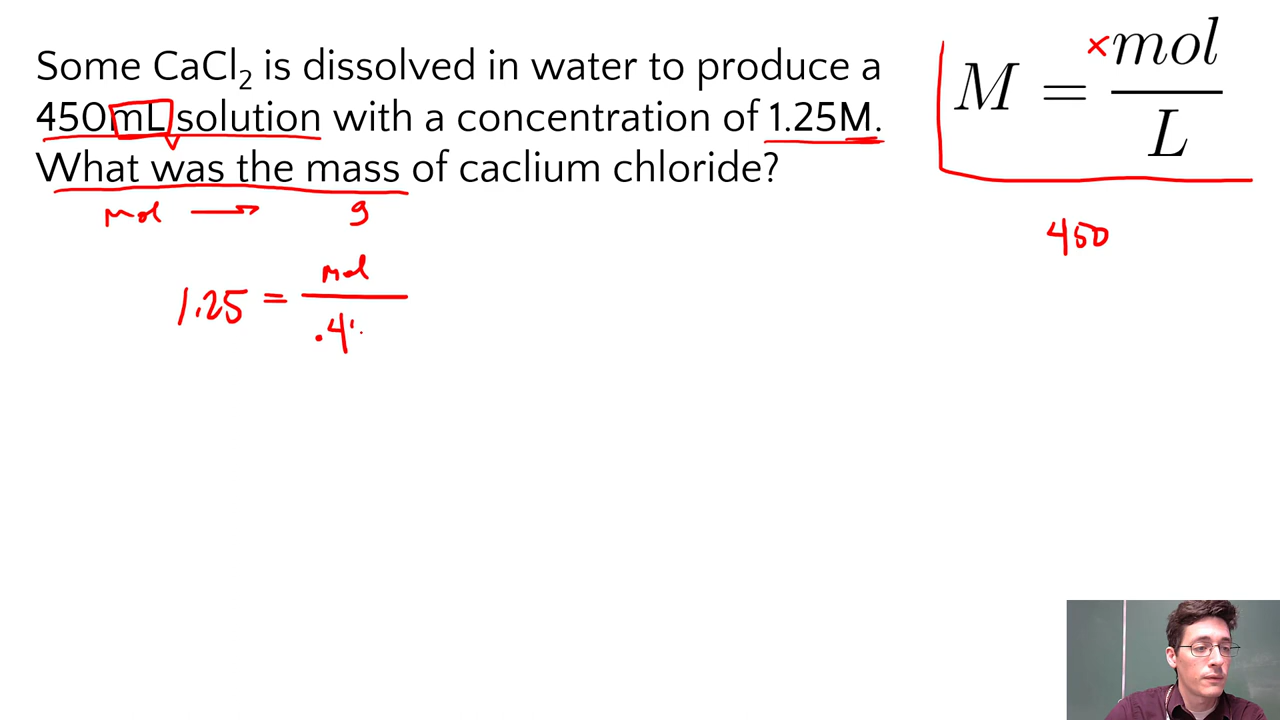 Some CaCl₂ is dissolved in water to produce a
450mL solution with a concentration of 1.25M.
What was the mass of caclium chloride?
M = mol / L
×
450
mol → g
1.25 = mol / .4